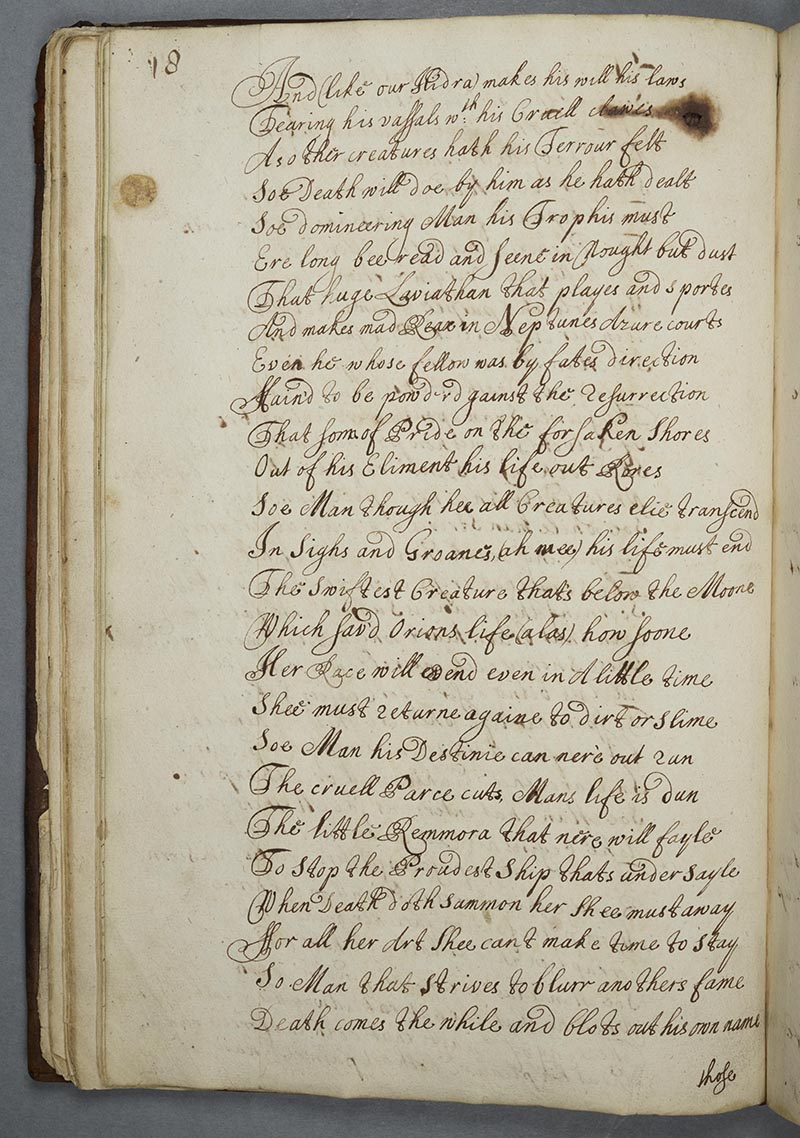 18
And (like our Hidra) makes his will his laws
Tearing his vassals wth. his Cruell clawes
As other creatures hath his Terrour felt
Soe Death will doe by him as he hath dealt
Soe domineering Man his Trophis must
Ere long bee read and seene in Nought but dust
That huge Laviathan that playes and sportes
And makes mad Reax in Neptunes Azure courts
Even he whose fellow was by fates direction
Slaind to be powderd gainst the resurrection
That son of Pride on the forsaken Shores
Out of his Eliment his life out Rores
Soe Man though hee all Creatures else transcend
In Sighs and Groanes, (ah mee) his life must end
The Swiftest Creature thats below the Moone
Which savd Orions life (alas) how soone
Her Race will end even in A little time
Shee must returne againe to dirt or slime
Soe Man his Destinie can nere out run
The cruell Parce cuts, Mans life is dun
The little Remmora that nere will fayle
To stop the Proudest Ship thats under sayle
When Death doth summon her Shee must away
For all her Art Shee cant make time to stay
So Man that strives to blurr anothers fame
Death comes the while and blots out his own name
those